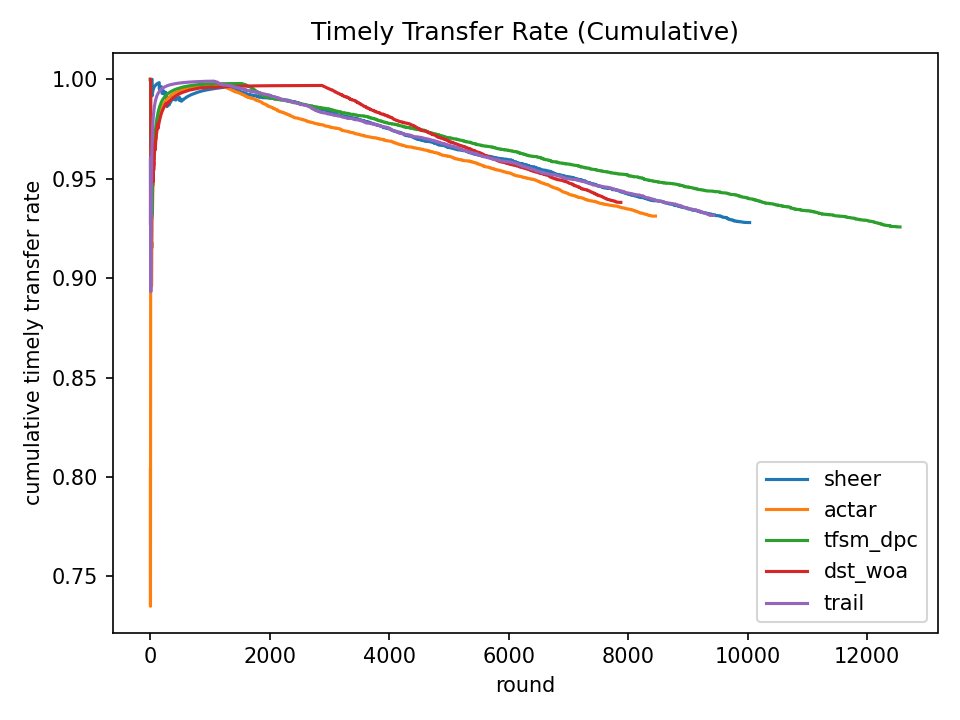 Timely Transfer Rate (Cumulative)
cumulative timely transfer rate
1.00
0.95
0.90
0.85
0.80
0.75
0 2000 4000 6000 8000 10000 12000
round
sheer
actar
tfsm_dpc
dst_woa
trail